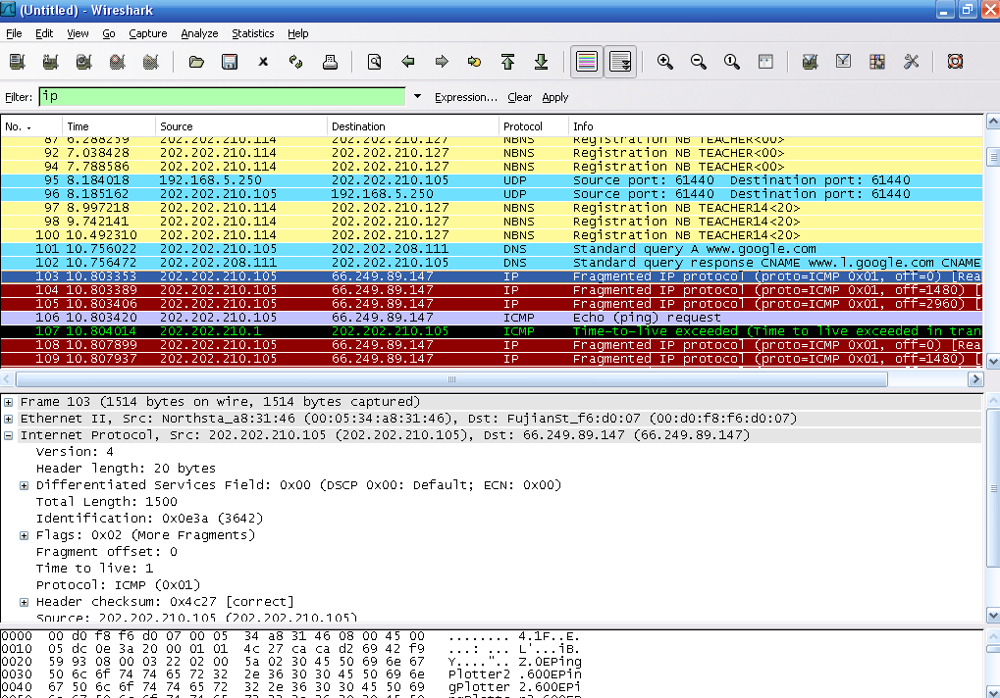 (Untitled) - Wireshark
File Edit View Go Capture Analyze Statistics Help
Filter: ip Expression... Clear Apply
No. Time Source Destination Protocol Info
87 6.288259 202.202.210.114 202.202.210.127 NBNS Registration NB TEACHER<00>
92 7.038428 202.202.210.114 202.202.210.127 NBNS Registration NB TEACHER<00>
94 7.788586 202.202.210.114 202.202.210.127 NBNS Registration NB TEACHER<00>
95 8.184018 192.168.5.250 202.202.210.105 UDP Source port: 61440 Destination port: 61440
96 8.185162 202.202.210.105 192.168.5.250 UDP Source port: 61440 Destination port: 61440
97 8.997218 202.202.210.114 202.202.210.127 NBNS Registration NB TEACHER14<20>
98 9.742141 202.202.210.114 202.202.210.127 NBNS Registration NB TEACHER14<20>
100 10.492310 202.202.210.114 202.202.210.127 NBNS Registration NB TEACHER14<20>
101 10.756022 202.202.210.105 202.202.208.111 DNS Standard query A www.google.com
102 10.756472 202.202.208.111 202.202.210.105 DNS Standard query response CNAME www.l.google.com CNAME
103 10.803353 202.202.210.105 66.249.89.147 IP Fragmented IP protocol (proto=ICMP 0x01, off=0) [Rea
104 10.803389 202.202.210.105 66.249.89.147 IP Fragmented IP protocol (proto=ICMP 0x01, off=1480) [
105 10.803406 202.202.210.105 66.249.89.147 IP Fragmented IP protocol (proto=ICMP 0x01, off=2960) [
106 10.803420 202.202.210.105 66.249.89.147 ICMP Echo (ping) request
107 10.804014 202.202.210.1 202.202.210.105 ICMP Time-to-live exceeded (Time to live exceeded in tran
108 10.807899 202.202.210.105 66.249.89.147 IP Fragmented IP protocol (proto=ICMP 0x01, off=0) [Rea
109 10.807937 202.202.210.105 66.249.89.147 IP Fragmented IP protocol (proto=ICMP 0x01, off=1480) [
Frame 103 (1514 bytes on wire, 1514 bytes captured)
Ethernet II, Src: Northsta_a8:31:46 (00:05:34:a8:31:46), Dst: FujianSt_f6:d0:07 (00:d0:f8:f6:d0:07)
Internet Protocol, Src: 202.202.210.105 (202.202.210.105), Dst: 66.249.89.147 (66.249.89.147)
Version: 4
Header length: 20 bytes
Differentiated Services Field: 0x00 (DSCP 0x00: Default; ECN: 0x00)
Total Length: 1500
Identification: 0x0e3a (3642)
Flags: 0x02 (More Fragments)
Fragment offset: 0
Time to live: 1
Protocol: ICMP (0x01)
Header checksum: 0x4c27 [correct]
Source: 202.202.210.105 (202.202.210.105)
0000 00 d0 f8 f6 d0 07 00 05 34 a8 31 46 08 00 45 00 ........ 4.1F..E.
0010 05 dc 0e 3a 20 00 01 01 4c 27 ca ca d2 69 42 f9 ...: ... L'...iB.
0020 59 93 08 00 03 22 02 00 5a 02 30 45 50 69 6e 67 Y....".. Z.0EPing
0030 50 6c 6f 74 74 65 72 32 2e 36 30 30 45 50 69 6e Plotter2 .600EPin
0040 67 50 6c 6f 74 74 65 72 32 2e 36 30 30 45 50 69 gPlotter 2.600EPi